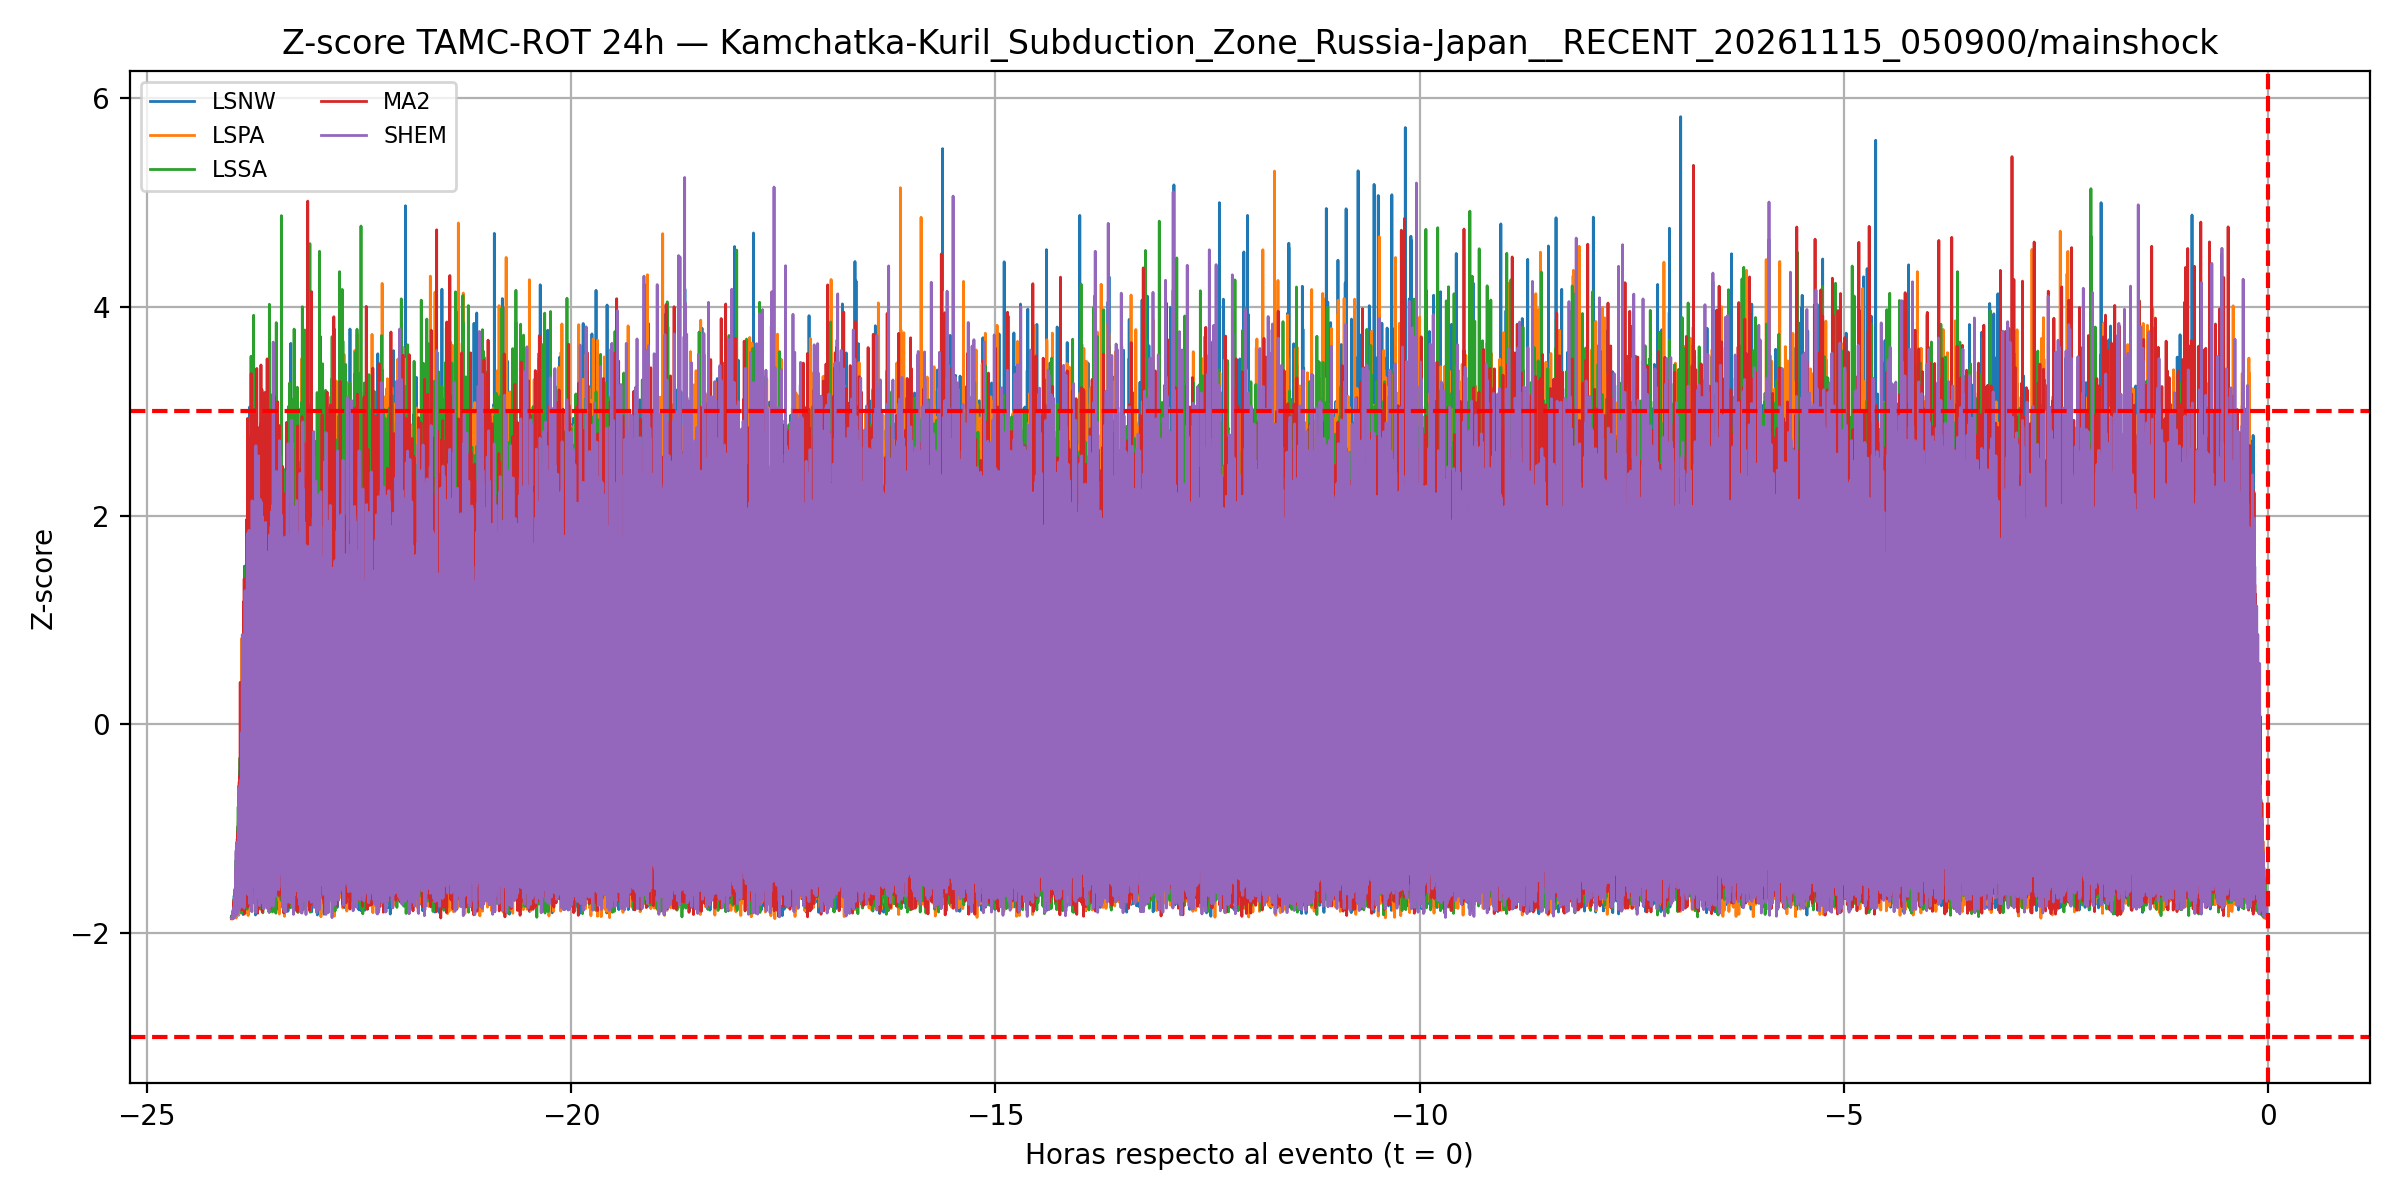 Z-score TAMC-ROT 24h — Kamchatka-Kuril_Subduction_Zone_Russia-Japan__RECENT_20261115_050900/mainshock
LSNW
LSPA
LSSA
MA2
SHEM
6
4
2
0
−2
Z-score
−25
−20
−15
−10
−5
0
Horas respecto al evento (t = 0)